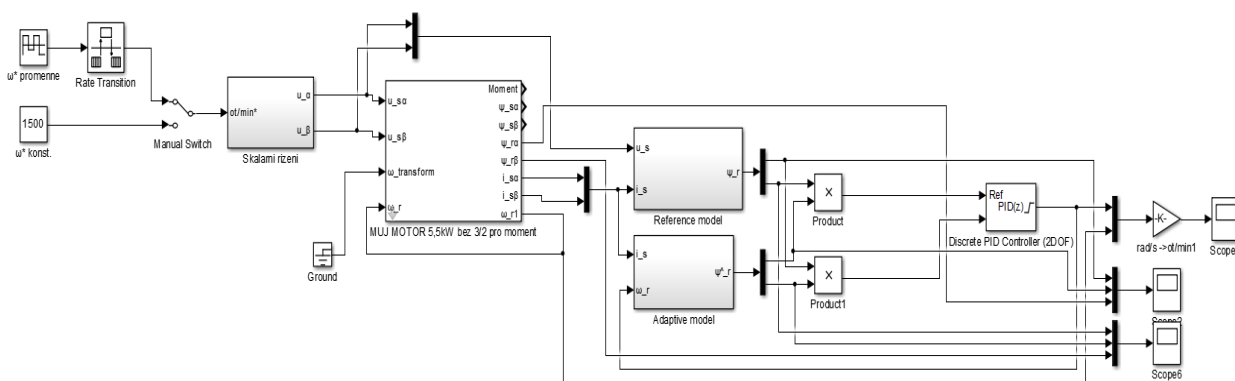 ω* promenne
Rate Transition
1500
ω* konst.
Manual Switch
ot/min*
u_α
u_β
Skalarni rizeni
u_sα
u_sβ
ω_transform
ω_r
Moment
ψ_sα
ψ_sβ
ψ_rα
ψ_rβ
i_sα
i_sβ
ω_r1
MUJ MOTOR 5,5kW bez 3/2 pro moment
Ground
u_s
i_s
ψ_r
Reference model
i_s
ω_r
ψ^_r
Adaptive model
X
Product
X
Product1
Ref
PID(z)
Discrete PID Controller (2DOF)
-K-
rad/s ->ot/min1
Scope
Scope2
Scope6